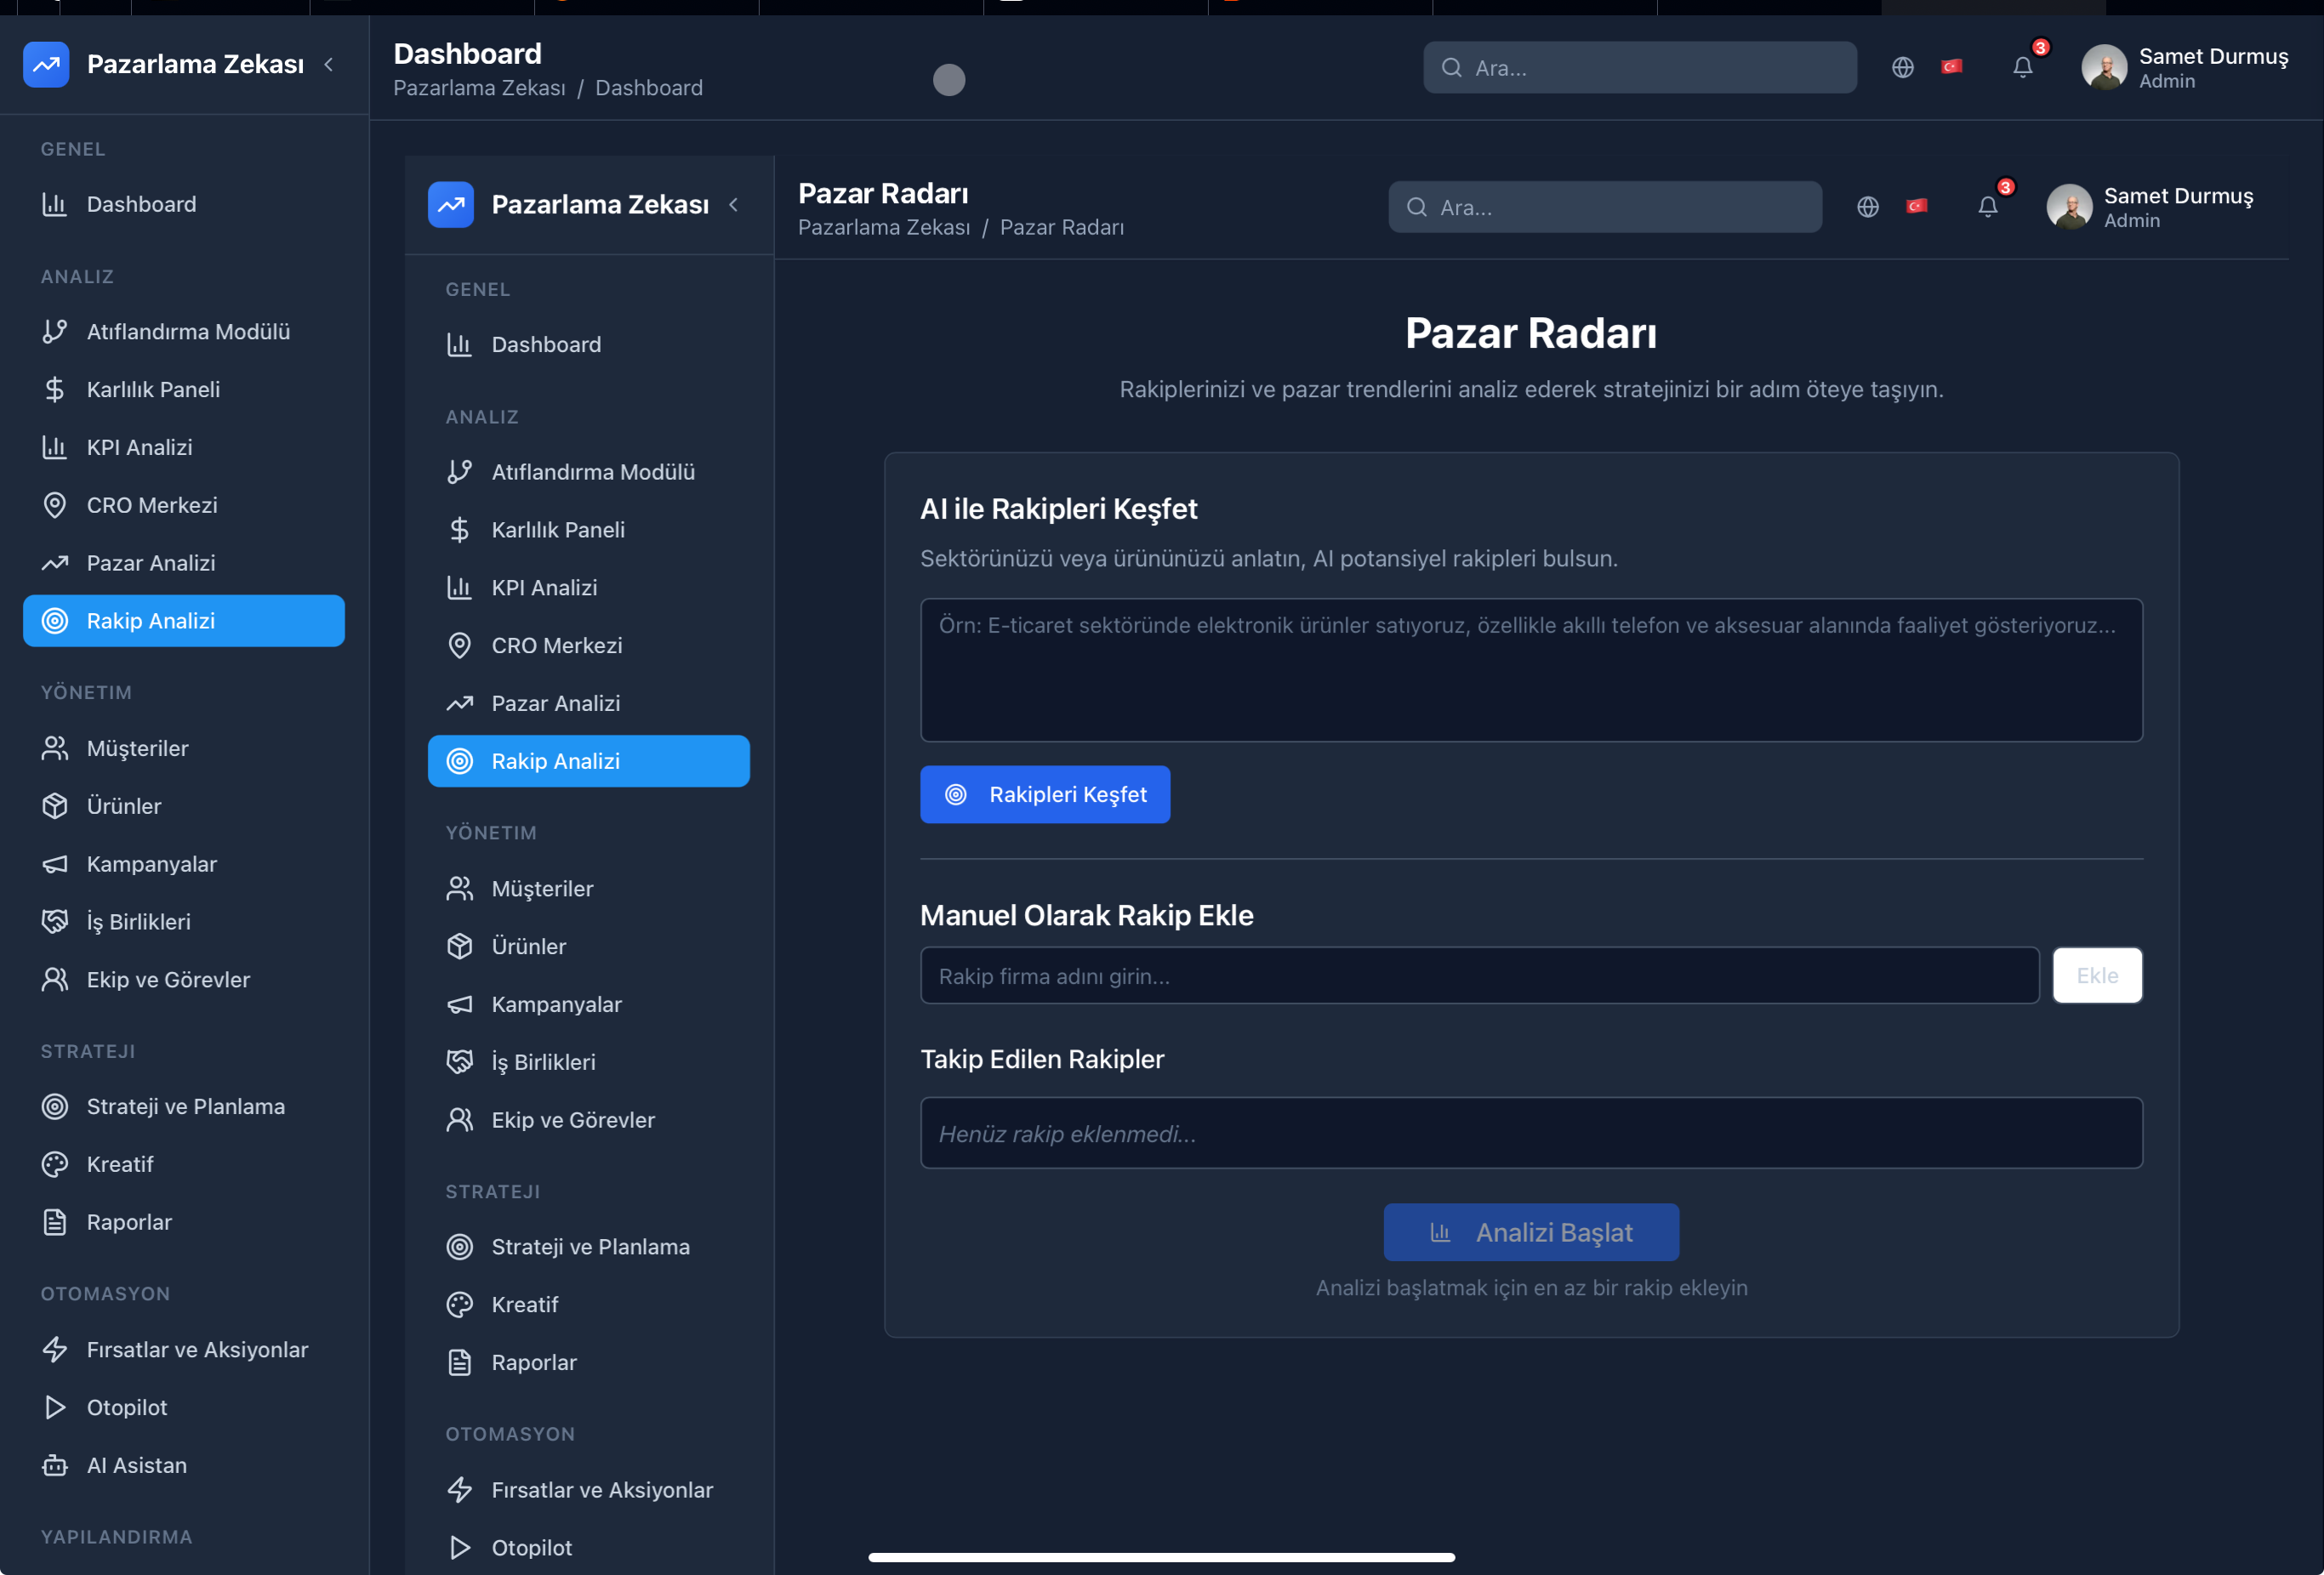 Pazarlama Zekası
GENEL
Dashboard
ANALIZ
Atıflandırma Modülü
Karlılık Paneli
KPI Analizi
CRO Merkezi
Pazar Analizi
Rakip Analizi
YÖNETIM
Müşteriler
Ürünler
Kampanyalar
İş Birlikleri
Ekip ve Görevler
STRATEJI
Strateji ve Planlama
Kreatif
Raporlar
OTOMASYON
Fırsatlar ve Aksiyonlar
Otopilot
AI Asistan
YAPILANDIRMA
Dashboard
Pazarlama Zekası / Dashboard
Ara...
3
Samet Durmuş
Admin
Pazarlama Zekası
GENEL
Dashboard
ANALIZ
Atıflandırma Modülü
Karlılık Paneli
KPI Analizi
CRO Merkezi
Pazar Analizi
Rakip Analizi
YÖNETIM
Müşteriler
Ürünler
Kampanyalar
İş Birlikleri
Ekip ve Görevler
STRATEJI
Strateji ve Planlama
Kreatif
Raporlar
OTOMASYON
Fırsatlar ve Aksiyonlar
Otopilot
Pazar Radarı
Pazarlama Zekası / Pazar Radarı
Ara...
3
Samet Durmuş
Admin
Pazar Radarı
Rakiplerinizi ve pazar trendlerini analiz ederek stratejinizi bir adım öteye taşıyın.
AI ile Rakipleri Keşfet
Sektörünüzü veya ürününüzü anlatın, AI potansiyel rakipleri bulsun.
Örn: E-ticaret sektöründe elektronik ürünler satıyoruz, özellikle akıllı telefon ve aksesuar alanında faaliyet gösteriyoruz...
Rakipleri Keşfet
Manuel Olarak Rakip Ekle
Rakip firma adını girin...
Ekle
Takip Edilen Rakipler
Henüz rakip eklenmedi...
Analizi Başlat
Analizi başlatmak için en az bir rakip ekleyin